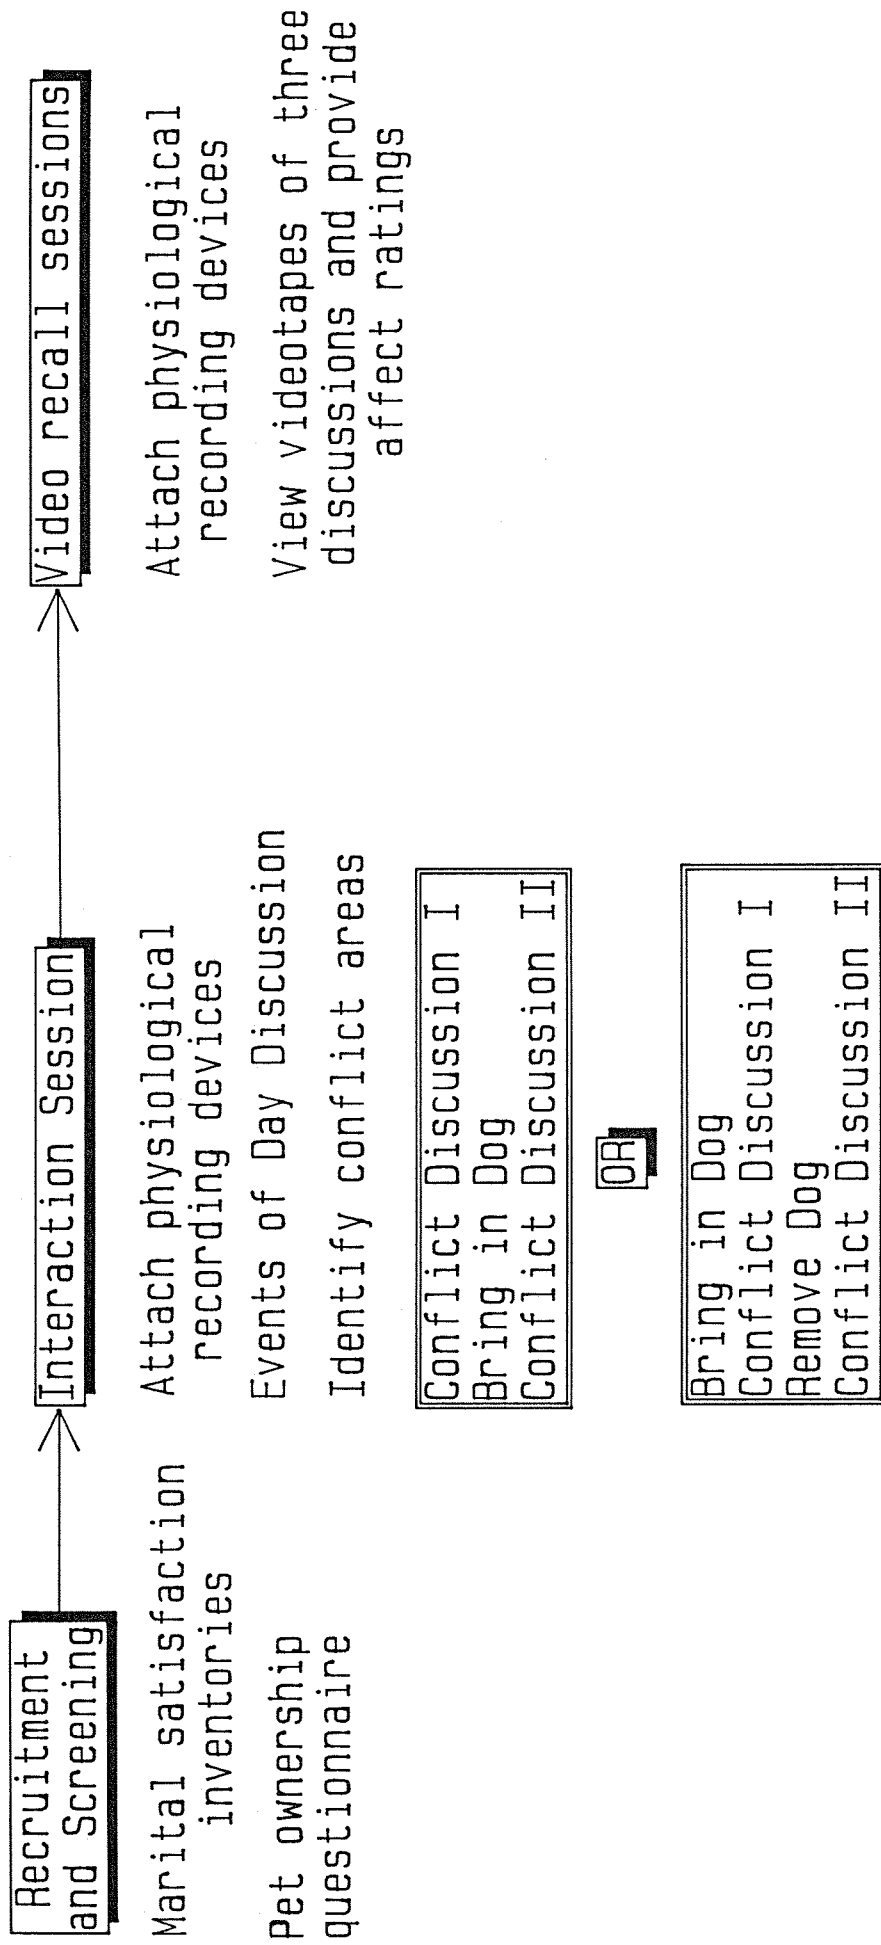 Recruitment
and Screening
Marital satisfaction
inventories
Pet ownership
questionnaire
Interaction Session
Attach physiological
recording devices
Events of Day Discussion
Identify conflict areas
Conflict Discussion I
Bring in Dog
Conflict Discussion II
OR
Bring in Dog
Conflict Discussion I
Remove Dog
Conflict Discussion II
Video recall sessions
Attach physiological
recording devices
View videotapes of three
discussions and provide
affect ratings